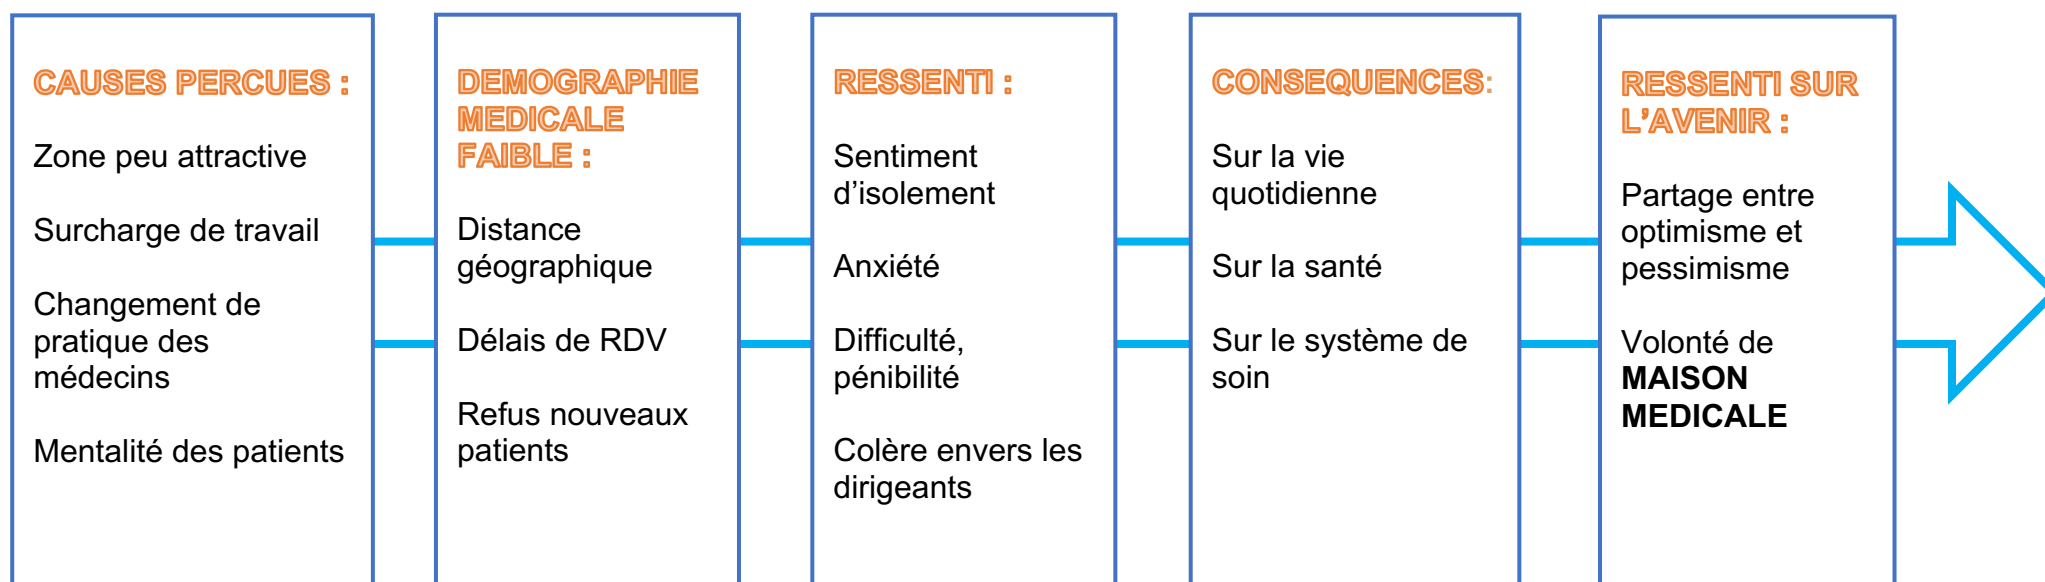 CAUSES PERCUES :
Zone peu attractive
Surcharge de travail
Changement de
pratique des
médecins
Mentalité des patients
DEMOGRAPHIE
MEDICALE
FAIBLE :
Distance
géographique
Délais de RDV
Refus nouveaux
patients
RESSENTI :
Sentiment
d’isolement
Anxiété
Difficulté,
pénibilité
Colère envers les
dirigeants
CONSEQUENCES:
Sur la vie
quotidienne
Sur la santé
Sur le système de
soin
RESSENTI SUR
L’AVENIR :
Partage entre
optimisme et
pessimisme
Volonté de
MAISON
MEDICALE